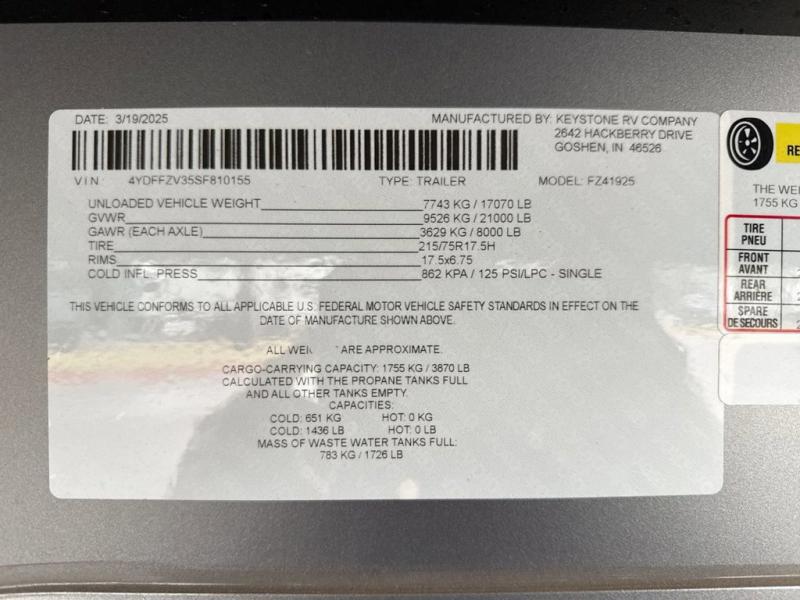 DATE: 3/19/2025
MANUFACTURED BY: KEYSTONE RV COMPANY
2642 HACKBERRY DRIVE
GOSHEN, IN 46526
VIN: 4YDFFZV35SF810155 TYPE: TRAILER MODEL: FZ41925
UNLOADED VEHICLE WEIGHT 7743 KG / 17070 LB
GVWR 9526 KG / 21000 LB
GAWR (EACH AXLE) 3629 KG / 8000 LB
TIRE 215/75R17.5H
RIMS 17.5x6.75
COLD INFL. PRESS 862 KPA / 125 PSI/LPC - SINGLE
THIS VEHICLE CONFORMS TO ALL APPLICABLE U.S. FEDERAL MOTOR VEHICLE SAFETY STANDARDS IN EFFECT ON THE
DATE OF MANUFACTURE SHOWN ABOVE.
ALL ARE APPROXIMATE.
CARGO-CARRYING CAPACITY: 1755 KG / 3870 LB
CALCULATED WITH THE PROPANE TANKS FULL
AND ALL OTHER TANKS EMPTY.
CAPACITIES:
COLD: 651 KG HOT: 0 KG
COLD: 1436 LB HOT: 0 LB
MASS OF WASTE WATER TANKS FULL:
783 KG / 1726 LB
THE
1755 KG
TIRE
PNEU
FRONT
AVANT
REAR
ARRIÈRE
SPARE
DE SECOURS